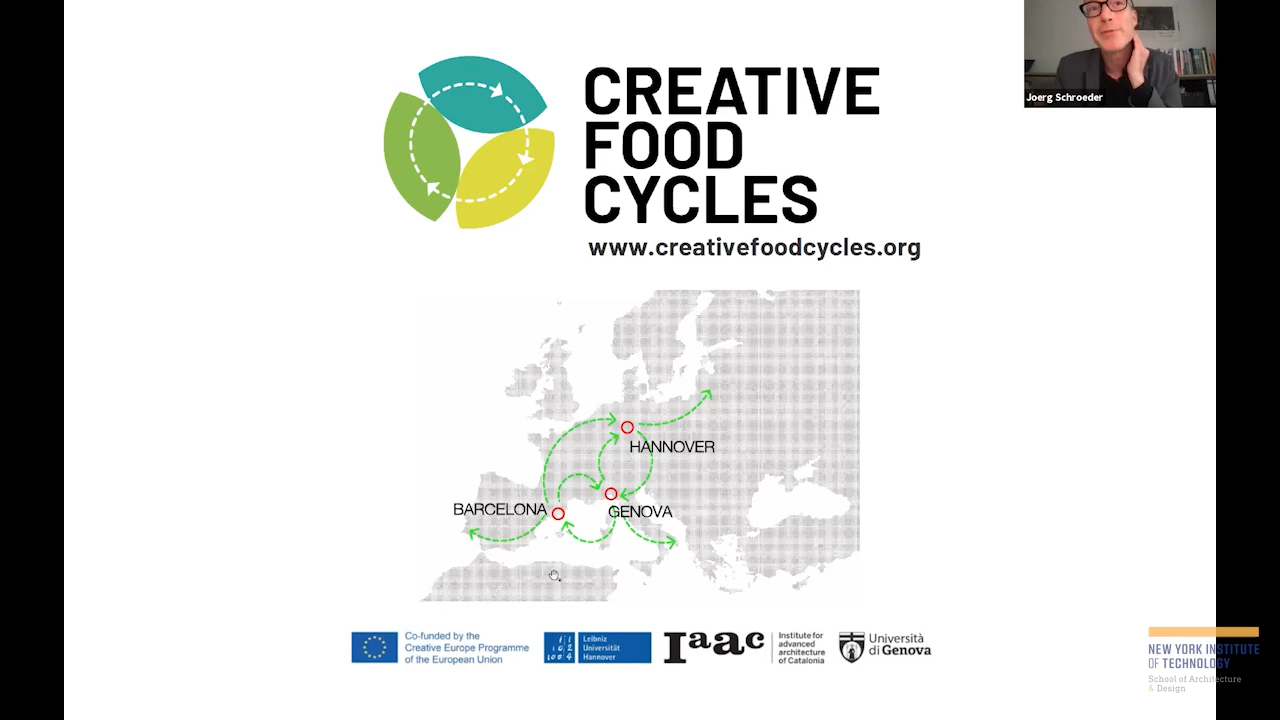 CREATIVE
FOOD
CYCLES
www.creativefoodcycles.org
Joerg Schroeder
HANNOVER
BARCELONA
GENOVA
Co-funded by the
Creative Europe Programme
of the European Union
Leibniz
Universität
Hannover
Iaac
Institute for
advanced
architecture
of Catalonia
Università
di Genova
NEW YORK INSTITUTE
OF TECHNOLOGY
School of Architecture
& Design